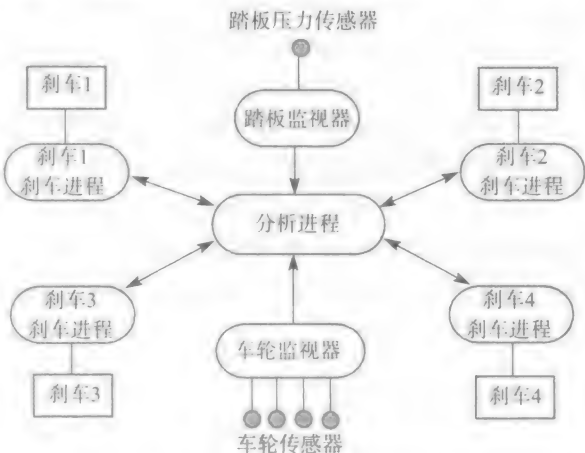 踏板压力传感器
刹车1
刹车2
踏板监视器
刹车1
刹车进程
刹车2
刹车进程
分析进程
刹车3
刹车进程
刹车4
刹车进程
车轮监视器
刹车3
刹车4
车轮传感器